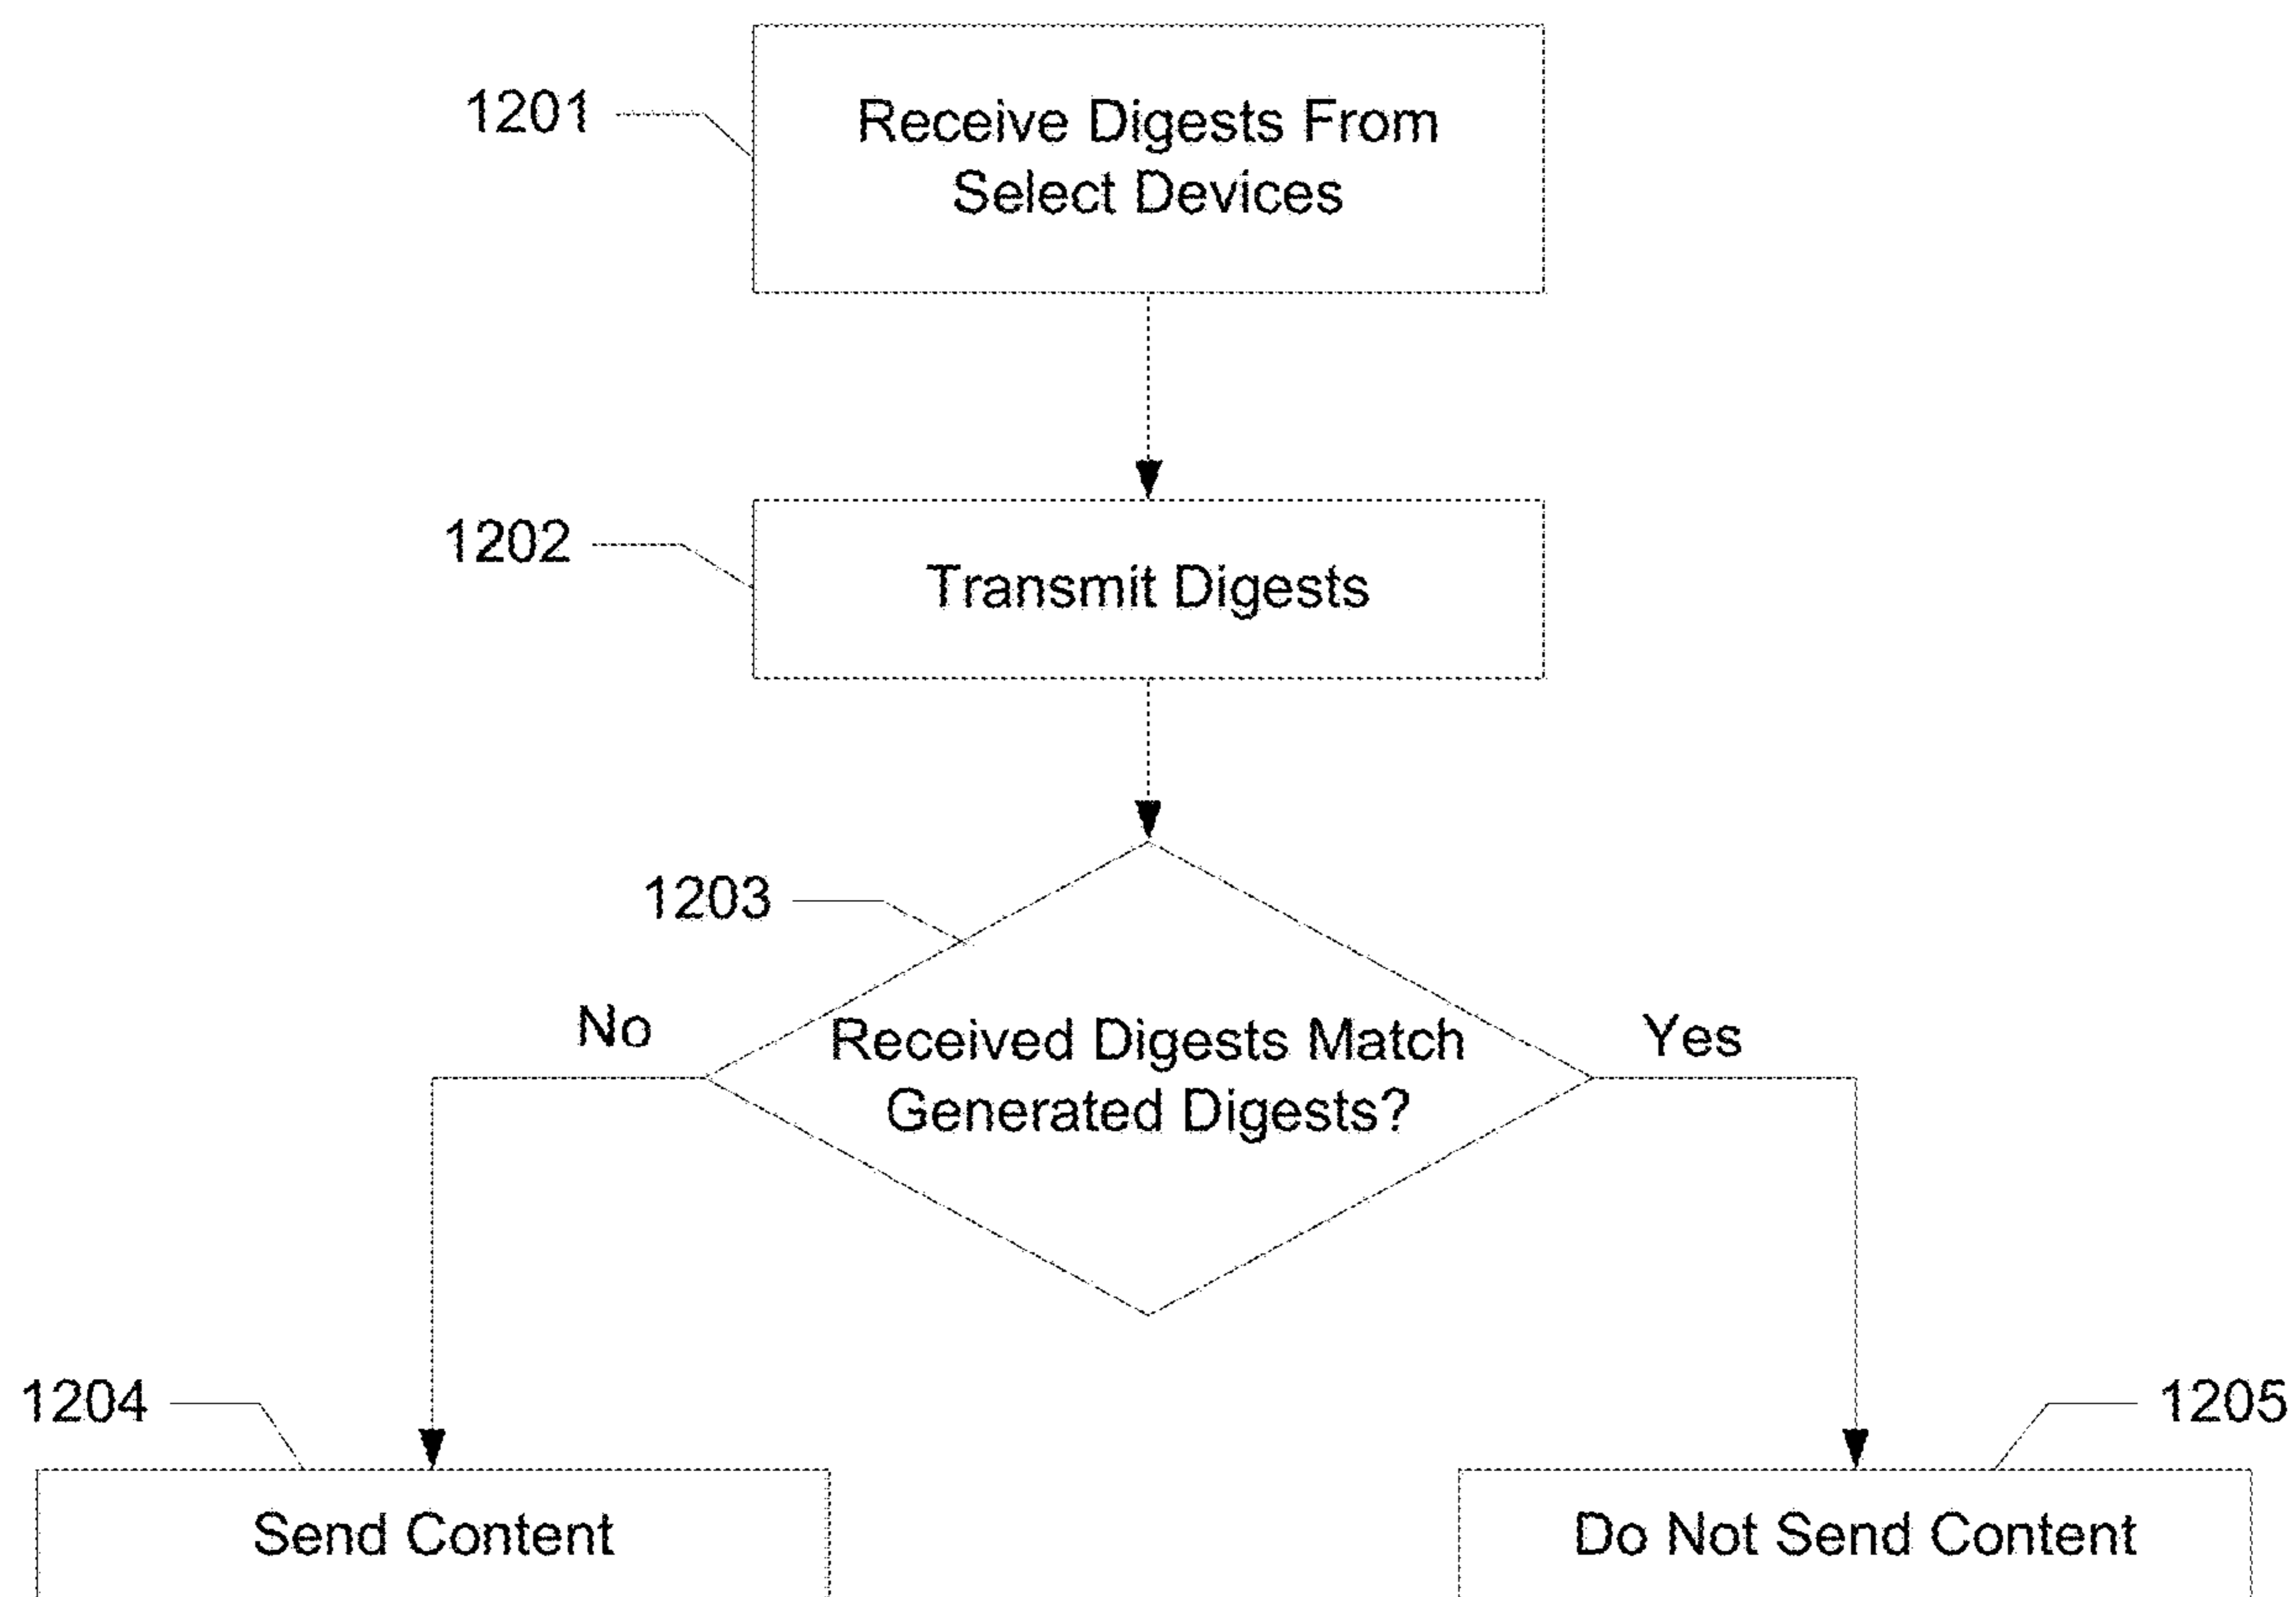 1201
Receive Digests From
Select Devices
1202
Transmit Digests
1203
No
Received Digests Match
Generated Digests?
Yes
1204
1205
Send Content
Do Not Send Content